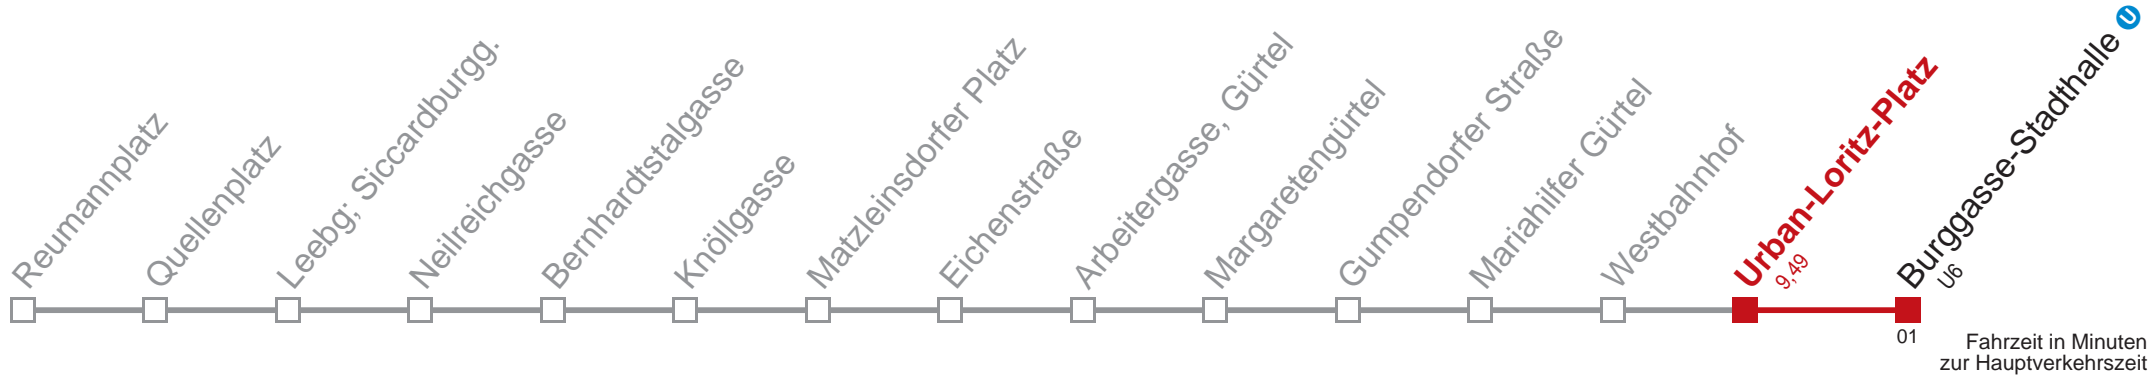 Reumannplatz
Quellenplatz
Leebg; Siccardburgg.
Neilreichgasse
Bernhardtstalgasse
Knöllgasse
Matzleinsdorfer Platz
Eichenstraße
Arbeitergasse, Gürtel
Margaretengürtel
Gumpendorfer Straße
Mariahilfer Gürtel
Westbahnhof
Urban-Loritz-Platz
9,49
Burggasse-Stadthalle U
U6
01
Fahrzeit in Minuten
zur Hauptverkehrszeit